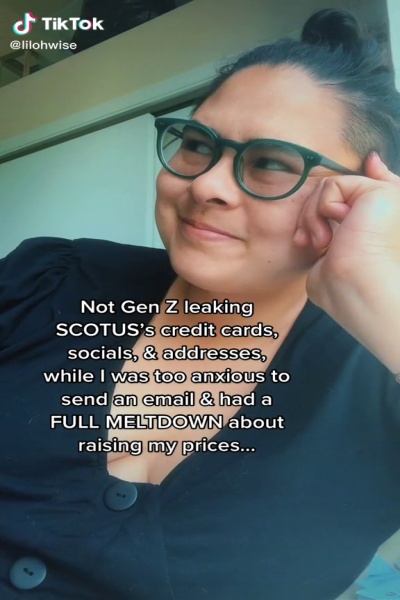 TikTok
@lilohwise
Not Gen Z leaking
SCOTUS's credit cards,
socials, & addresses,
while I was too anxious to
send an email & had a
FULL MELTDOWN about
raising my prices...